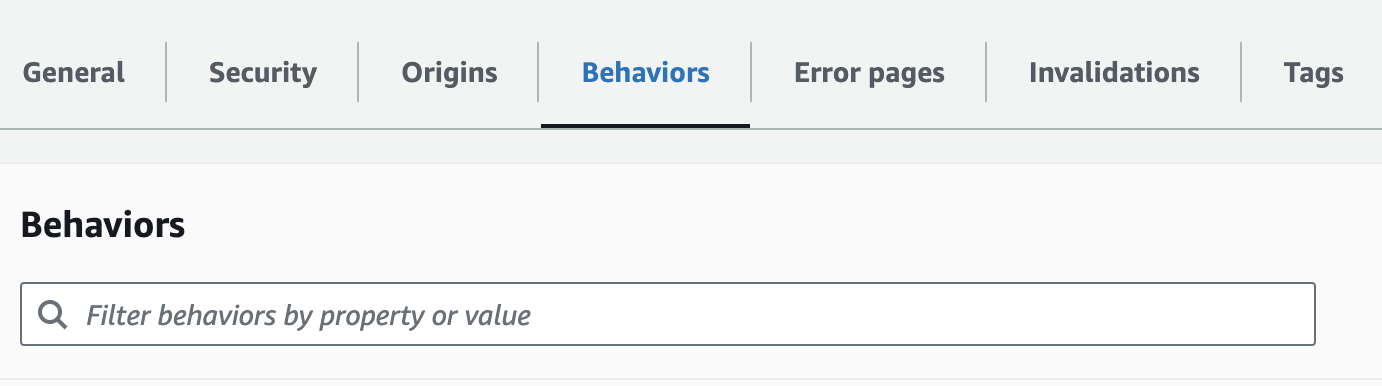 General Security Origins Behaviors Error pages Invalidations Tags
Behaviors
Filter behaviors by property or value